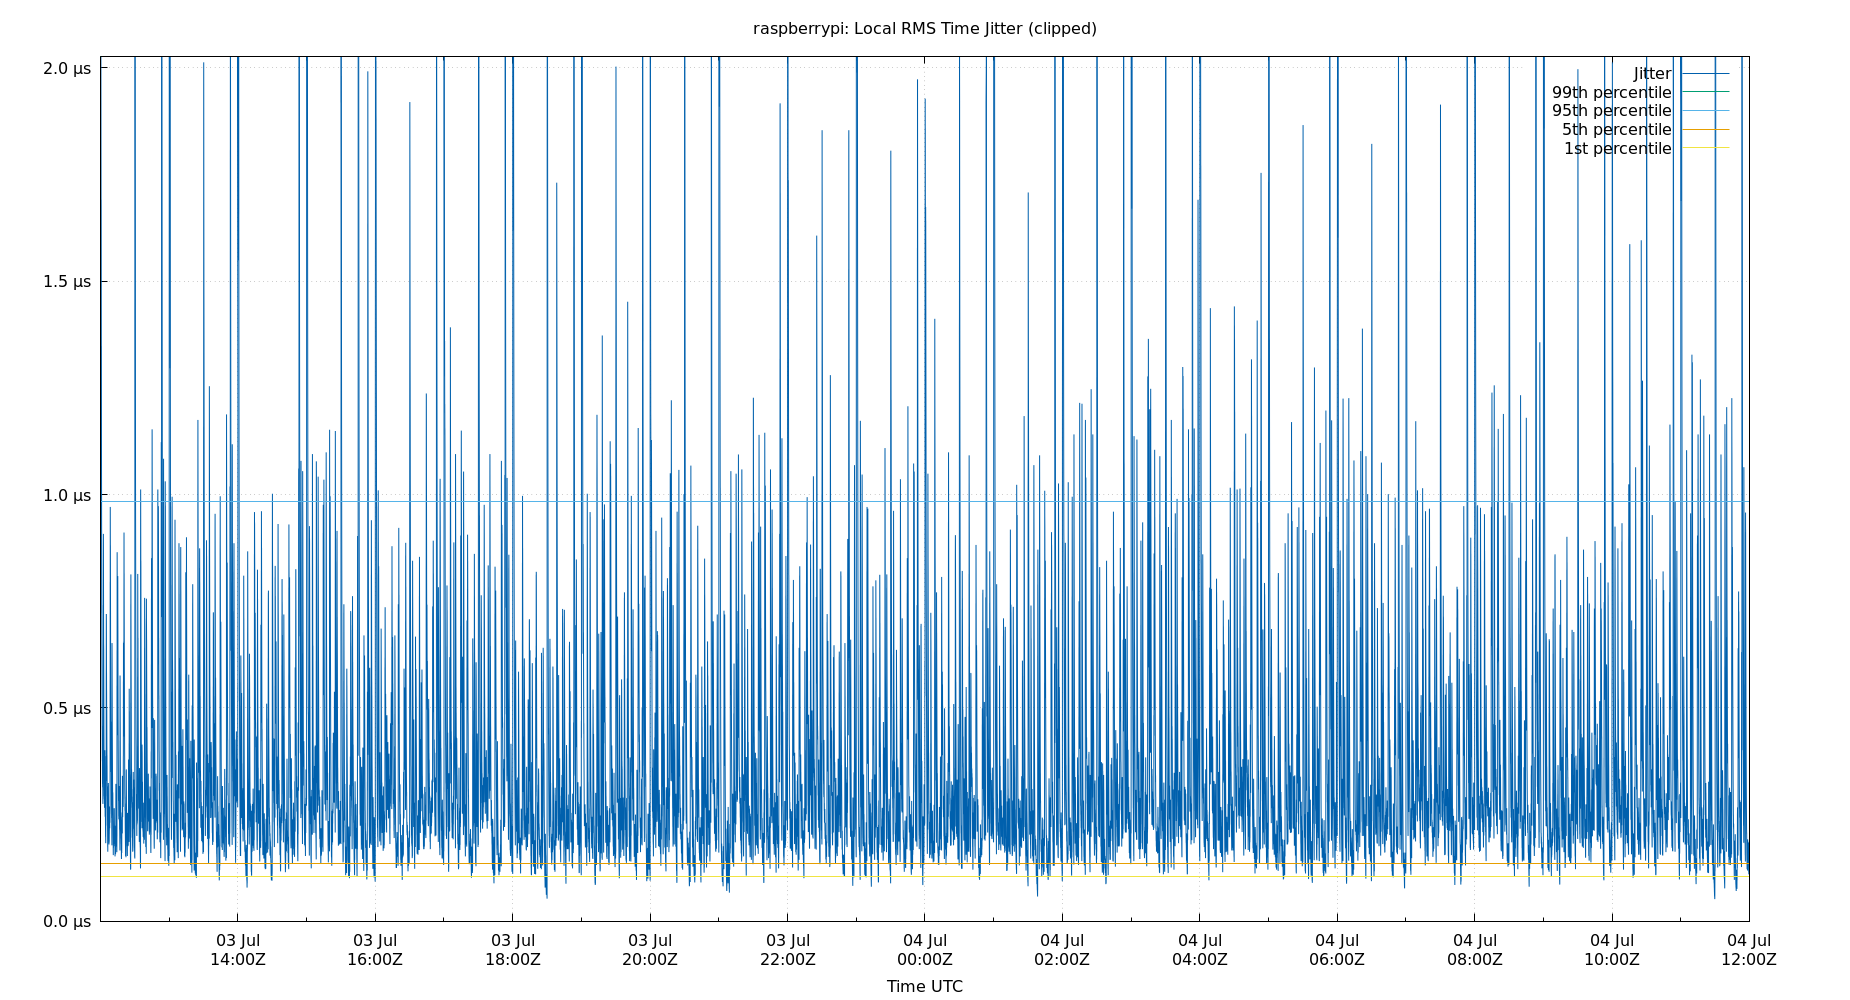 raspberrypi: Local RMS Time Jitter (clipped)
2.0 µs
1.5 µs
1.0 µs
0.5 µs
0.0 µs
Jitter
99th percentile
95th percentile
5th percentile
1st percentile
03 Jul
14:00Z
03 Jul
16:00Z
03 Jul
18:00Z
03 Jul
20:00Z
03 Jul
22:00Z
04 Jul
00:00Z
04 Jul
02:00Z
04 Jul
04:00Z
04 Jul
06:00Z
04 Jul
08:00Z
04 Jul
10:00Z
04 Jul
12:00Z
Time UTC